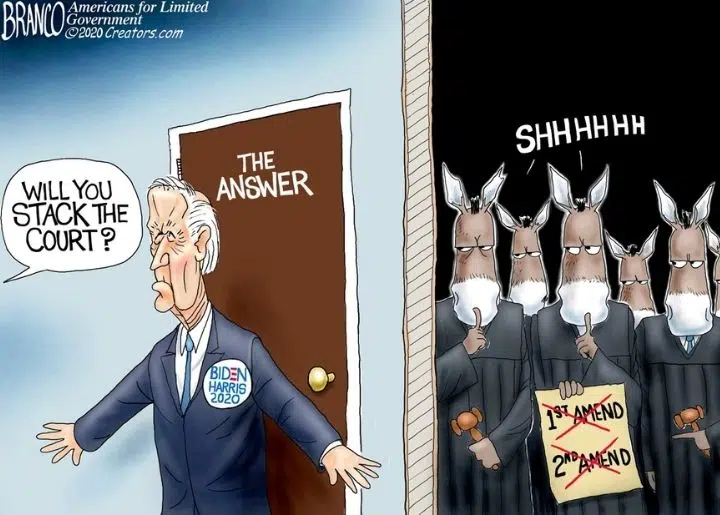 BRANCO
Americans for Limited
Government
©2020 Creators.com
WILL YOU
STACK THE
COURT?
THE
ANSWER
BIDEN
HARRIS
2020
SHHHHHH
1ST AMEND
2ND AMEND